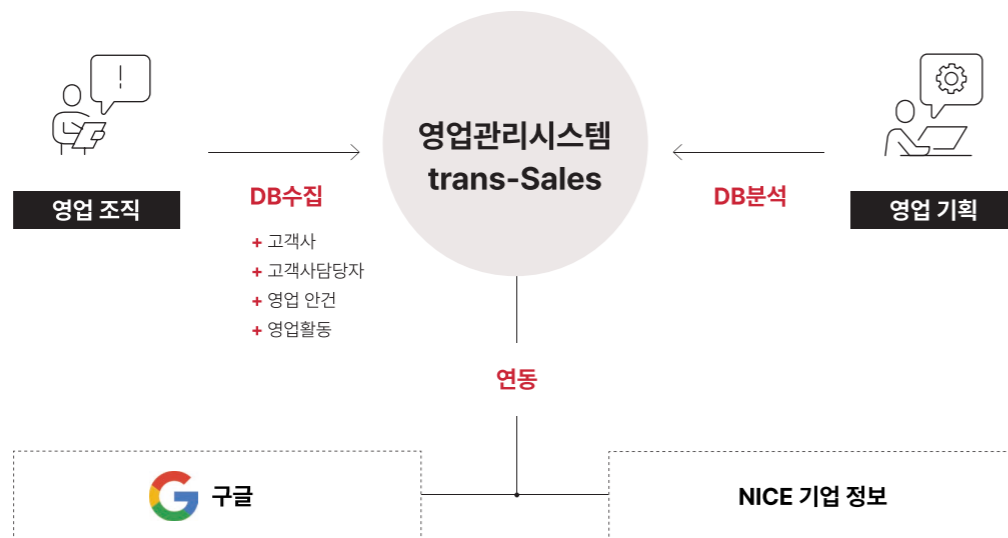 영업관리시스템
trans-Sales
영업 조직
DB수집
+ 고객사
+ 고객사담당자
+ 영업 안건
+ 영업활동
DB분석
영업 기획
연동
구글
NICE 기업 정보